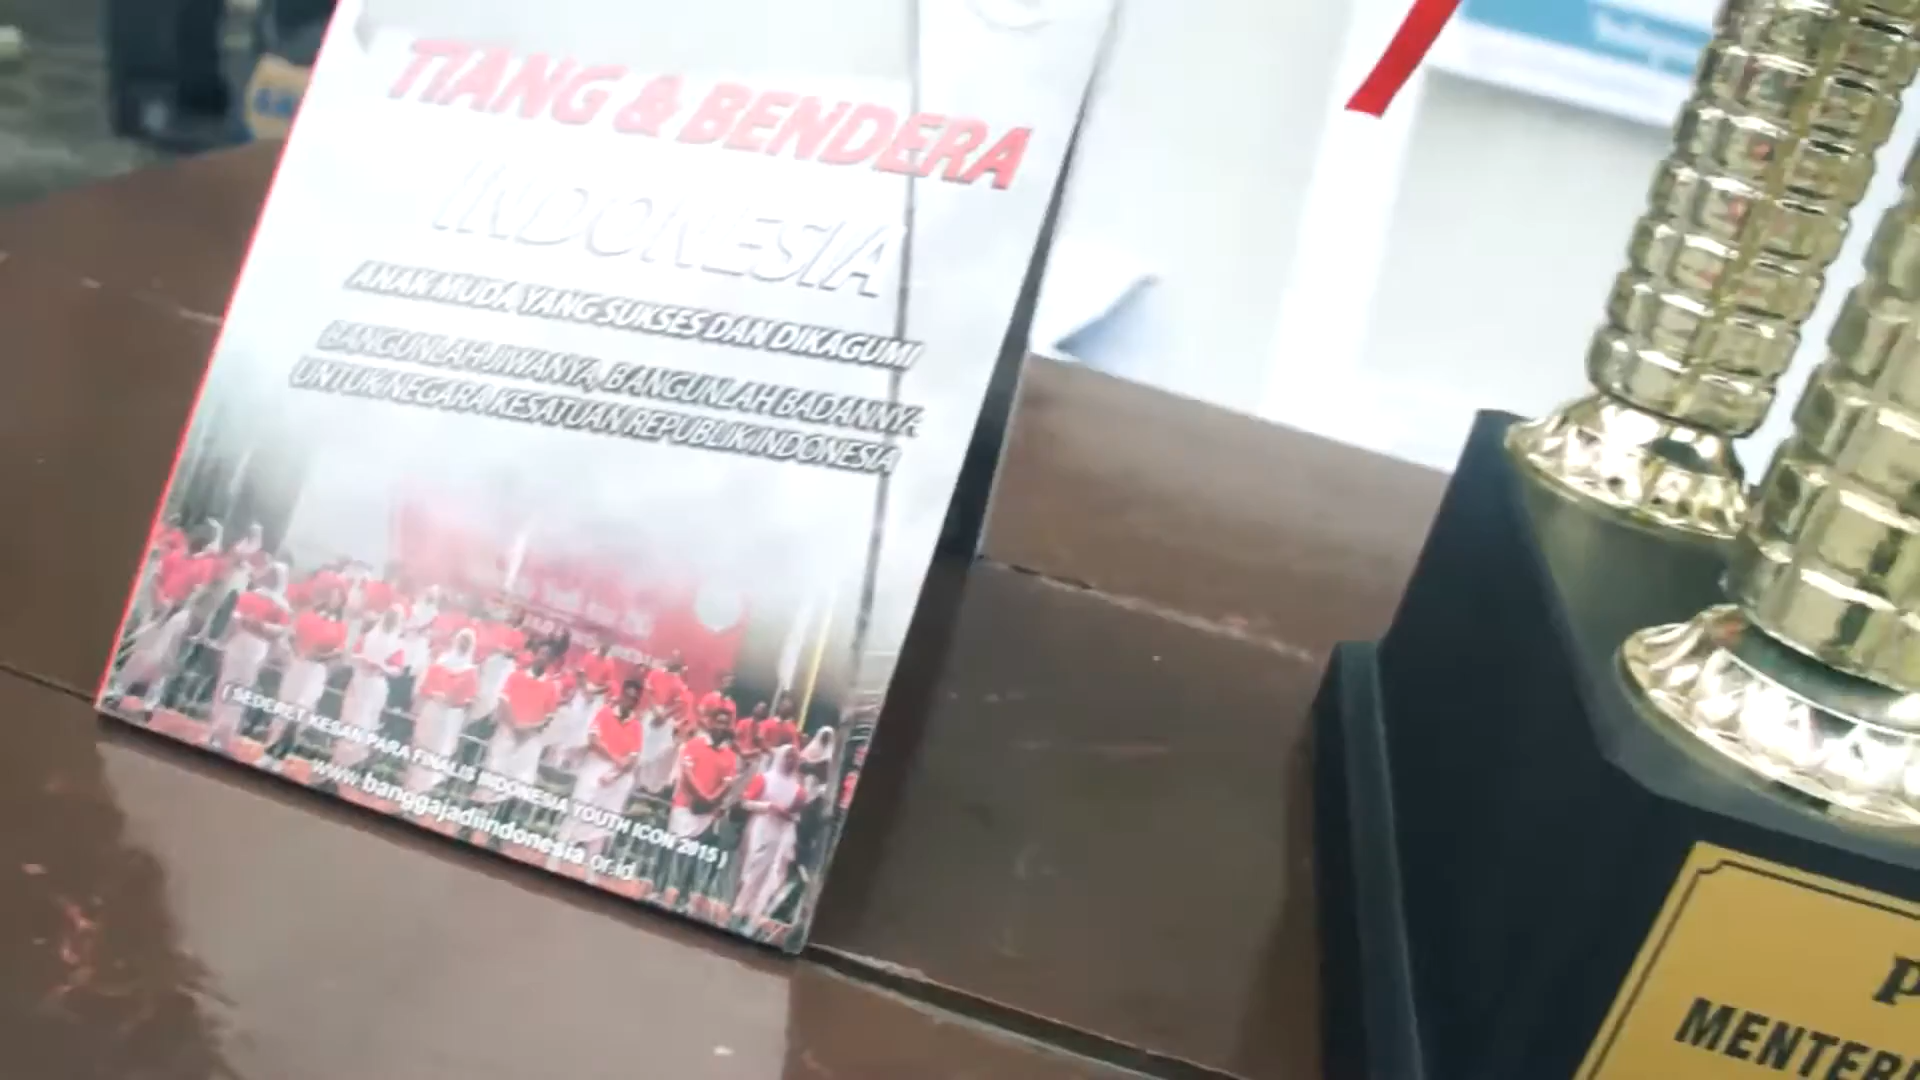 TIANG & BENDERA
INDONESIA
ANAK MUDA YANG SUKSES DAN DIKAGUMI
BANGUNLAH JIWANYA, BANGUNLAH BADANNYA
UNTUK NEGARA KESATUAN REPUBLIK INDONESIA
( SEDERET KESAN PARA FINALIS INDONESIA YOUTH ICON 2015 )
www.banggajadiindonesia.or.id
P
MENTERI